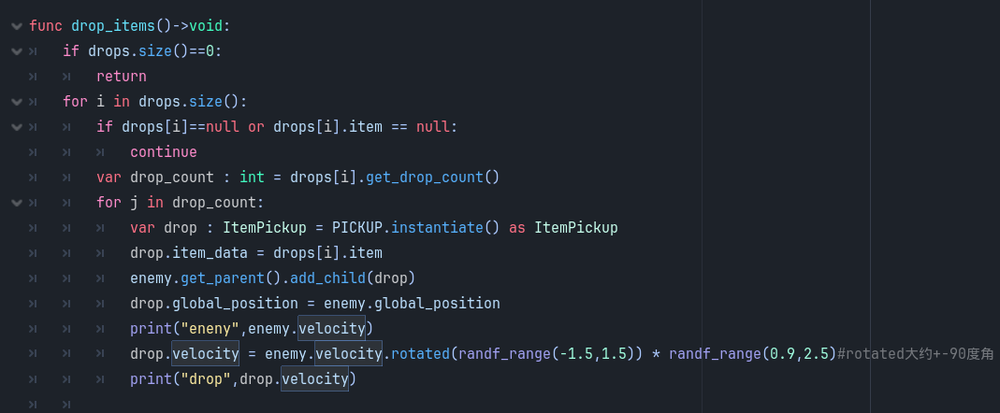 func drop_items()->void:
if drops.size()==0:
return
for i in drops.size():
if drops[i]==null or drops[i].item == null:
continue
var drop_count : int = drops[i].get_drop_count()
for j in drop_count:
var drop : ItemPickup = PICKUP.instantiate() as ItemPickup
drop.item_data = drops[i].item
enemy.get_parent().add_child(drop)
drop.global_position = enemy.global_position
print("eneny",enemy.velocity)
drop.velocity = enemy.velocity.rotated(randf_range(-1.5,1.5)) * randf_range(0.9,2.5)#rotated大约+-90度角
print("drop",drop.velocity)